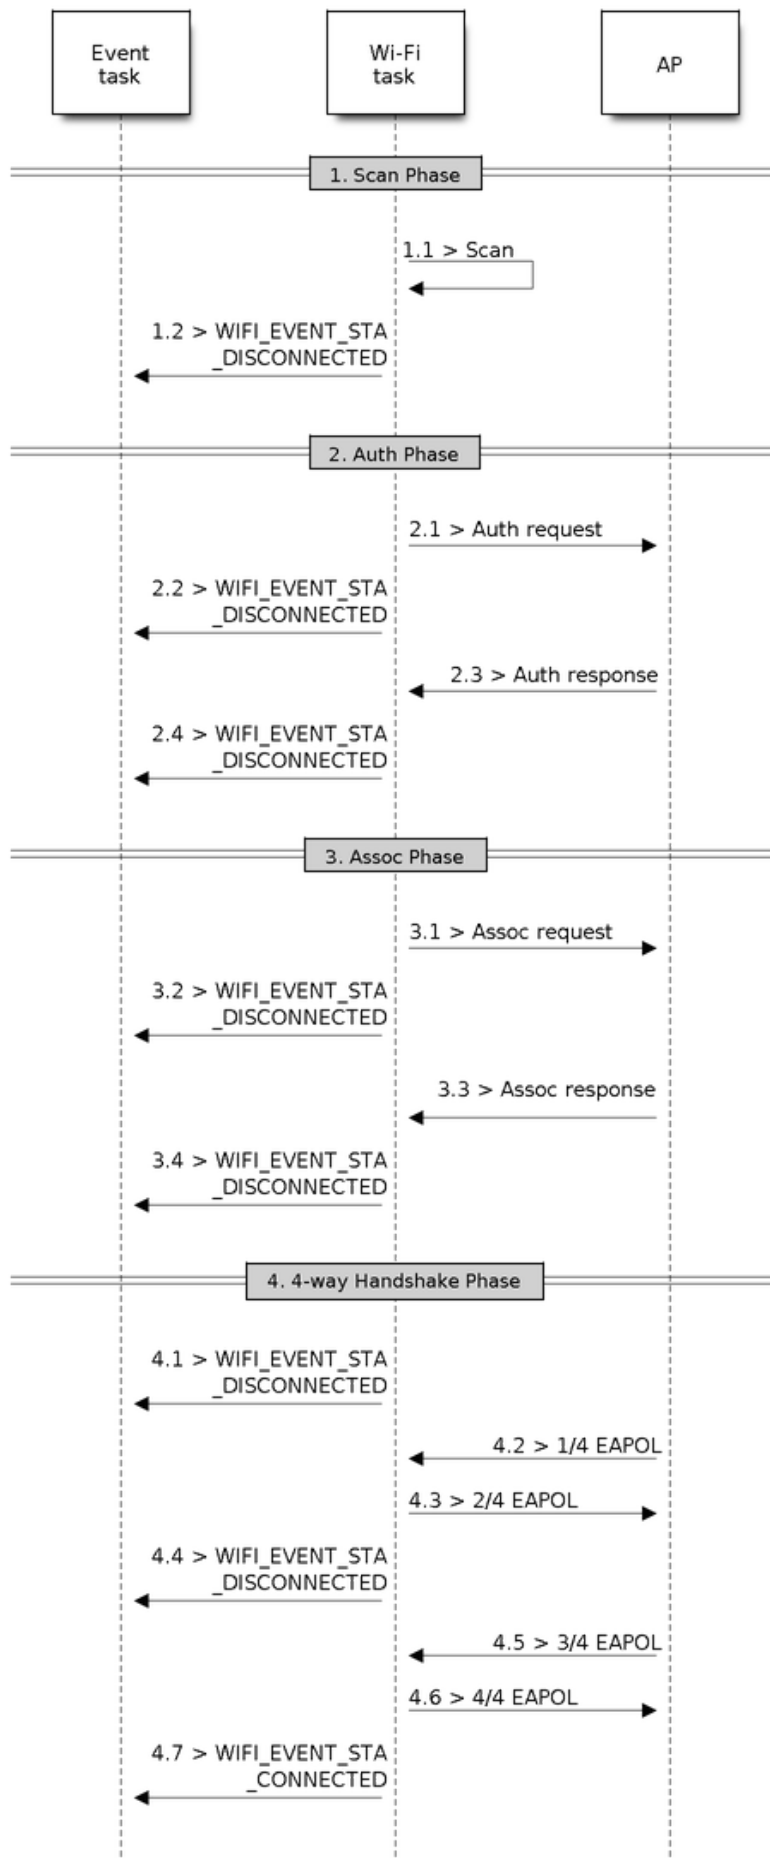 Event
task
Wi-Fi
task
AP
1. Scan Phase
1.1 > Scan
1.2 > WIFI_EVENT_STA
_DISCONNECTED
2. Auth Phase
2.1 > Auth request
2.2 > WIFI_EVENT_STA
_DISCONNECTED
2.3 > Auth response
2.4 > WIFI_EVENT_STA
_DISCONNECTED
3. Assoc Phase
3.1 > Assoc request
3.2 > WIFI_EVENT_STA
_DISCONNECTED
3.3 > Assoc response
3.4 > WIFI_EVENT_STA
_DISCONNECTED
4. 4-way Handshake Phase
4.1 > WIFI_EVENT_STA
_DISCONNECTED
4.2 > 1/4 EAPOL
4.3 > 2/4 EAPOL
4.4 > WIFI_EVENT_STA
_DISCONNECTED
4.5 > 3/4 EAPOL
4.6 > 4/4 EAPOL
4.7 > WIFI_EVENT_STA
_CONNECTED